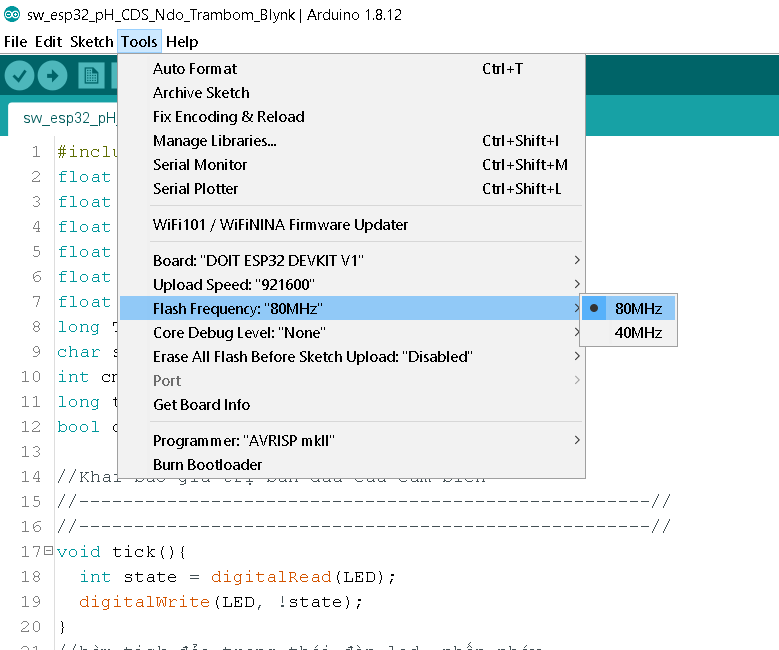 sw_esp32_pH_CDS_Ndo_Trambom_Blynk | Arduino 1.8.12
File Edit Sketch Tools Help
Auto Format Ctrl+T
Archive Sketch
Fix Encoding & Reload
Manage Libraries... Ctrl+Shift+I
Serial Monitor Ctrl+Shift+M
Serial Plotter Ctrl+Shift+L
WiFi101 / WiFiNINA Firmware Updater
Board: "DOIT ESP32 DEVKIT V1"
Upload Speed: "921600"
Flash Frequency: "80MHz"
80MHz
40MHz
Core Debug Level: "None"
Erase All Flash Before Sketch Upload: "Disabled"
Port
Get Board Info
Programmer: "AVRISP mkII"
Burn Bootloader
sw_esp32_pH_
1 #inclu
2 float
3 float
4 float
5 float
6 float
7 float
8 long
9 char s
10 int cn
11 long t
12 bool
13
14 //Khai báo giá trị ban đầu của cảm biến
15 //----------------------------------------------------//
16 //----------------------------------------------------//
17 void tick(){
18 int state = digitalRead(LED);
19 digitalWrite(LED, !state);
20 }